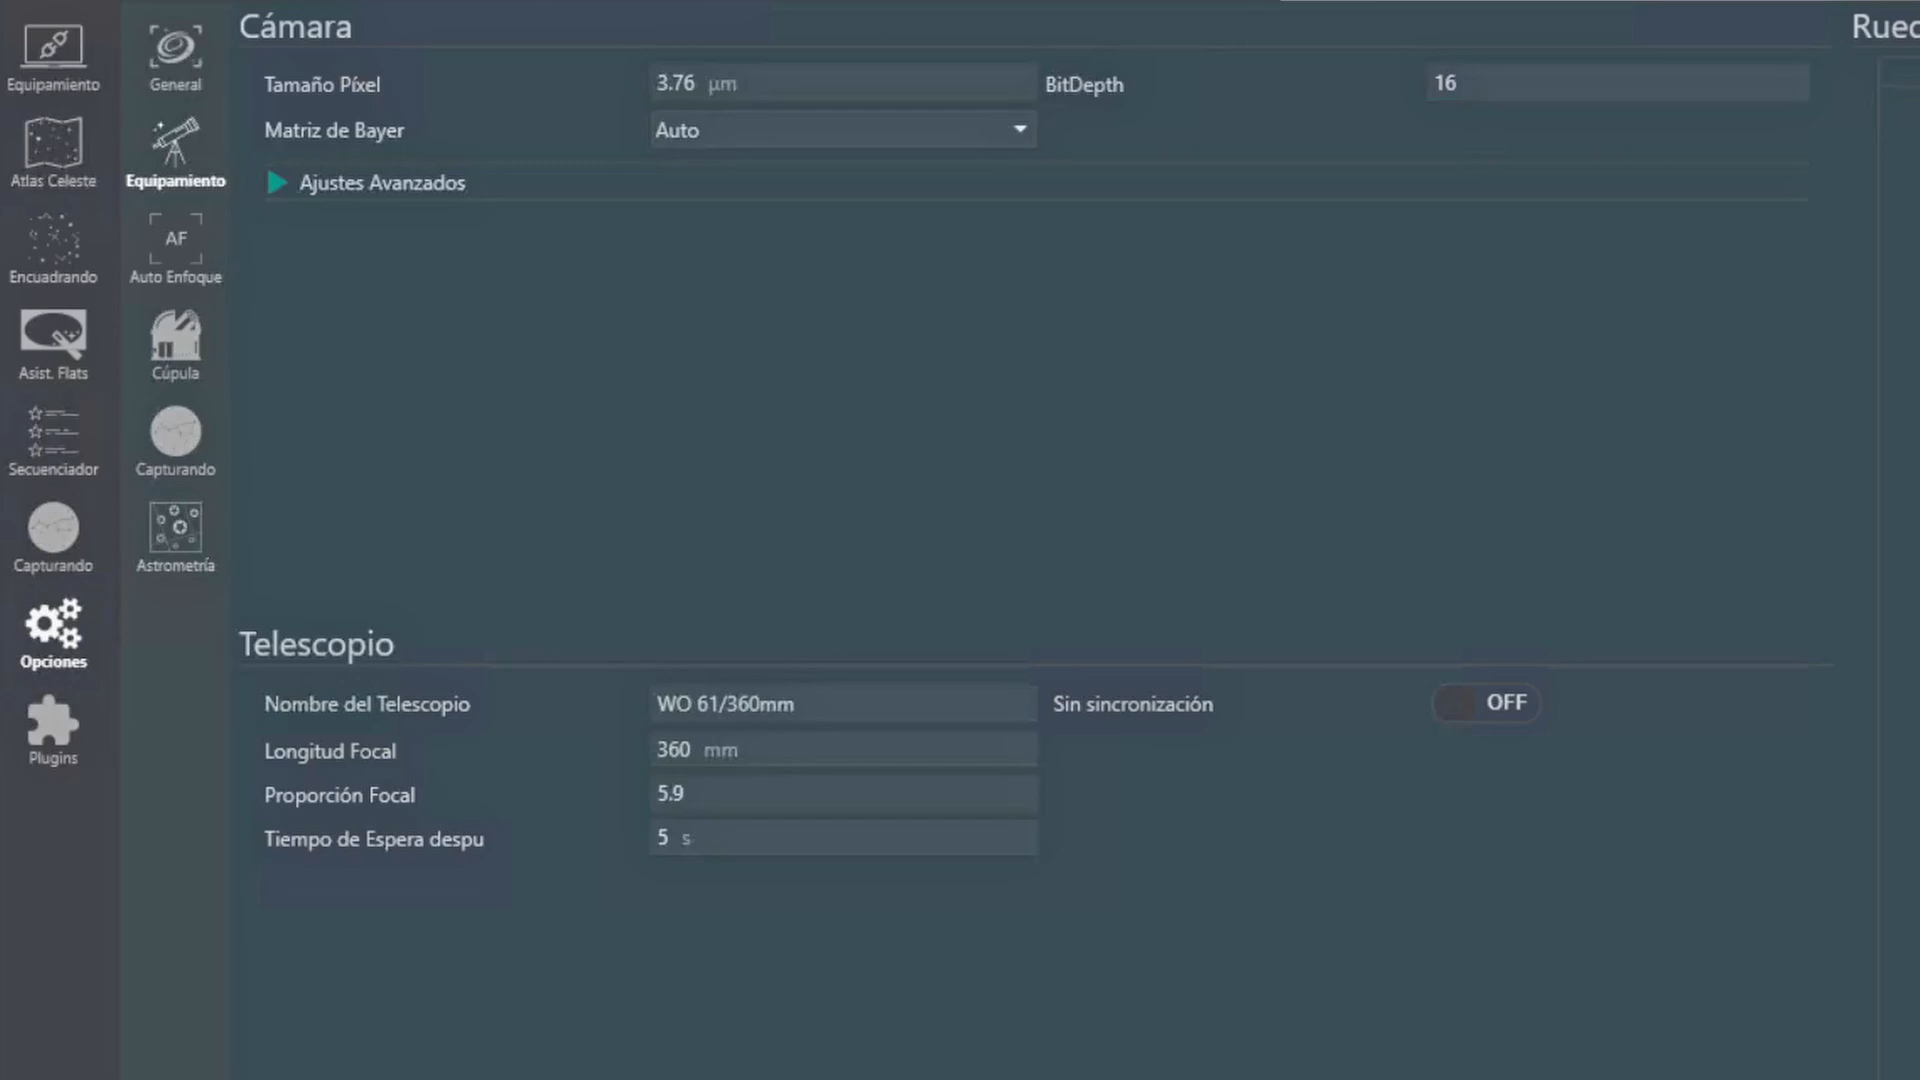 Equipamiento
Atlas Celeste
Encuadrando
Asist. Flats
Secuenciador
Capturando
Opciones
Plugins
General
Equipamiento
AF
Auto Enfoque
Cúpula
Capturando
Astrometría
Cámara
Tamaño Píxel 3.76 µm BitDepth 16
Matriz de Bayer Auto
Ajustes Avanzados
Telescopio
Nombre del Telescopio WO 61/360mm Sin sincronización OFF
Longitud Focal 360 mm
Proporción Focal 5.9
Tiempo de Espera despu 5 s
Rued